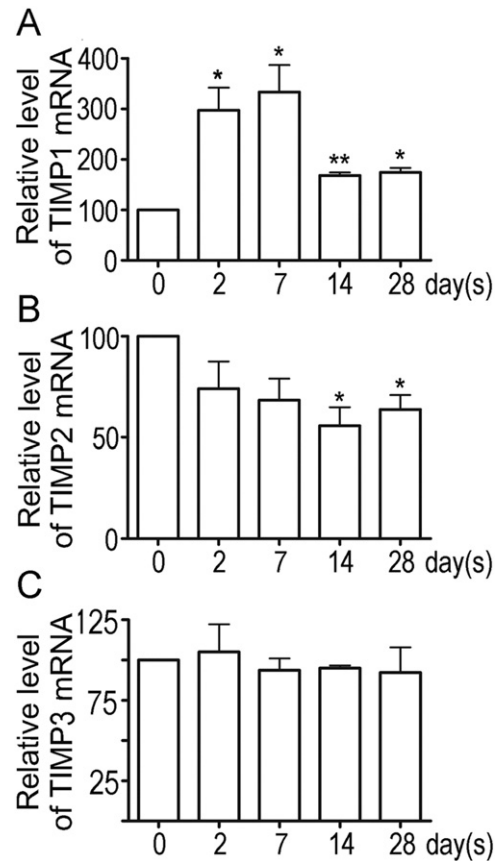 A
Relative level
of TIMP1 mRNA
400
300
200
100
0
* * ** *
0 2 7 14 28 day(s)
B
Relative level
of TIMP2 mRNA
100
50
0
* *
0 2 7 14 28 day(s)
C
Relative level
of TIMP3 mRNA
125
75
25
0 2 7 14 28 day(s)